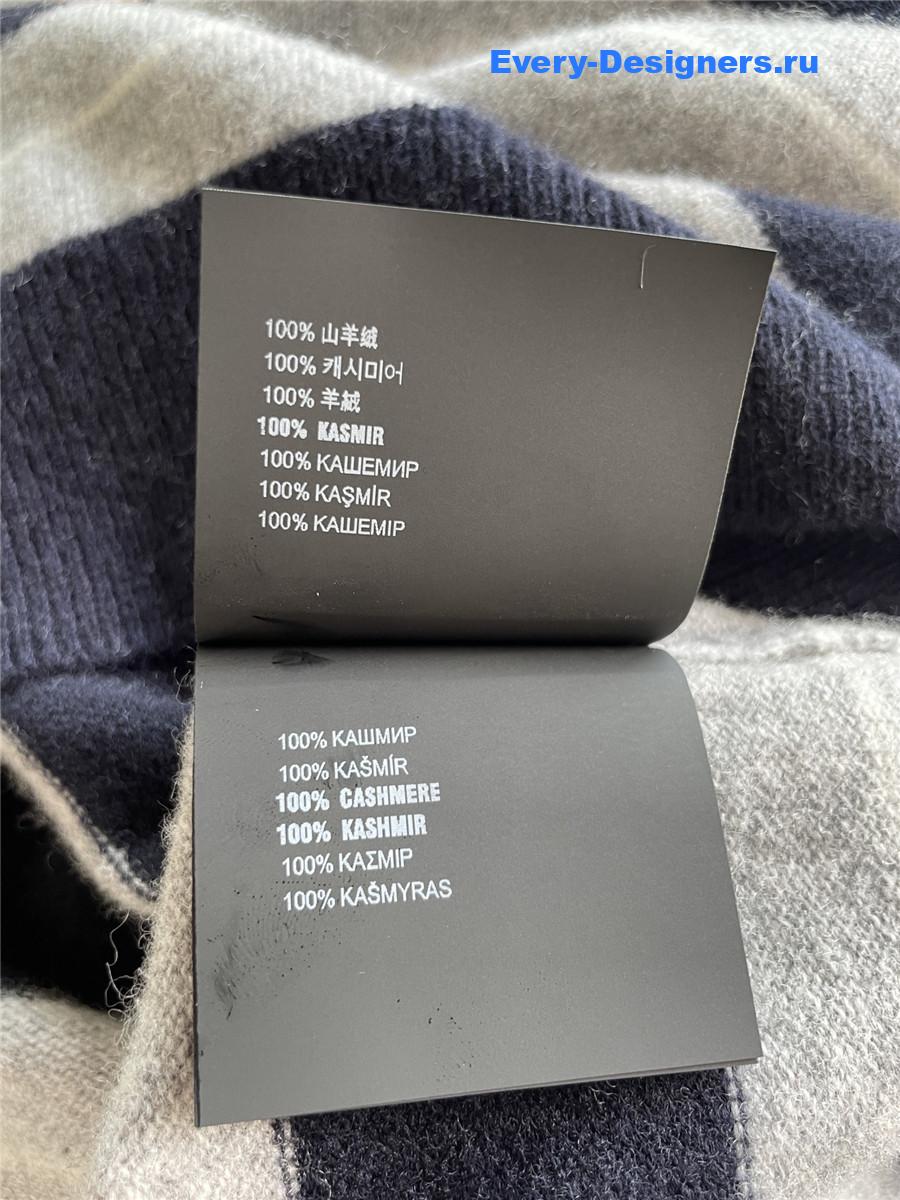 Every-Designers.ru
100% 山羊绒
100% 캐시미어
100% 羊絨
100% KASMIR
100% КАШЕМИР
100% KAŞMİR
100% КАШЕМІР
100% КАШМИР
100% KAŠMÍR
100% CASHMERE
100% KASHMIR
100% ΚΑΣΜΙΡ
100% KAŠMYRAS